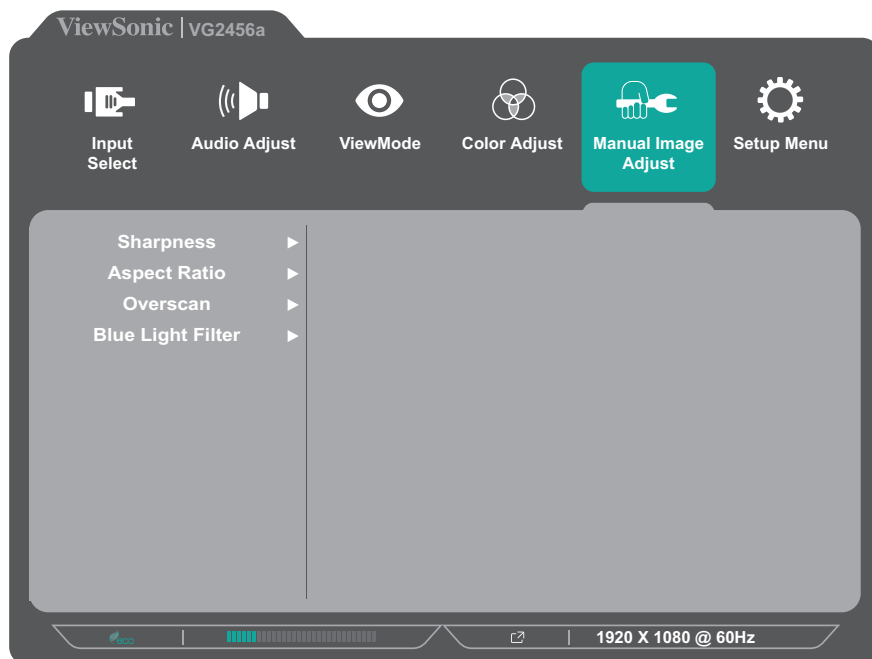 ViewSonic | VG2456a
Input Select
Audio Adjust
ViewMode
Color Adjust
Manual Image Adjust
Setup Menu
Sharpness ►
Aspect Ratio ►
Overscan ►
Blue Light Filter ►
eco | | 1920 X 1080 @ 60Hz